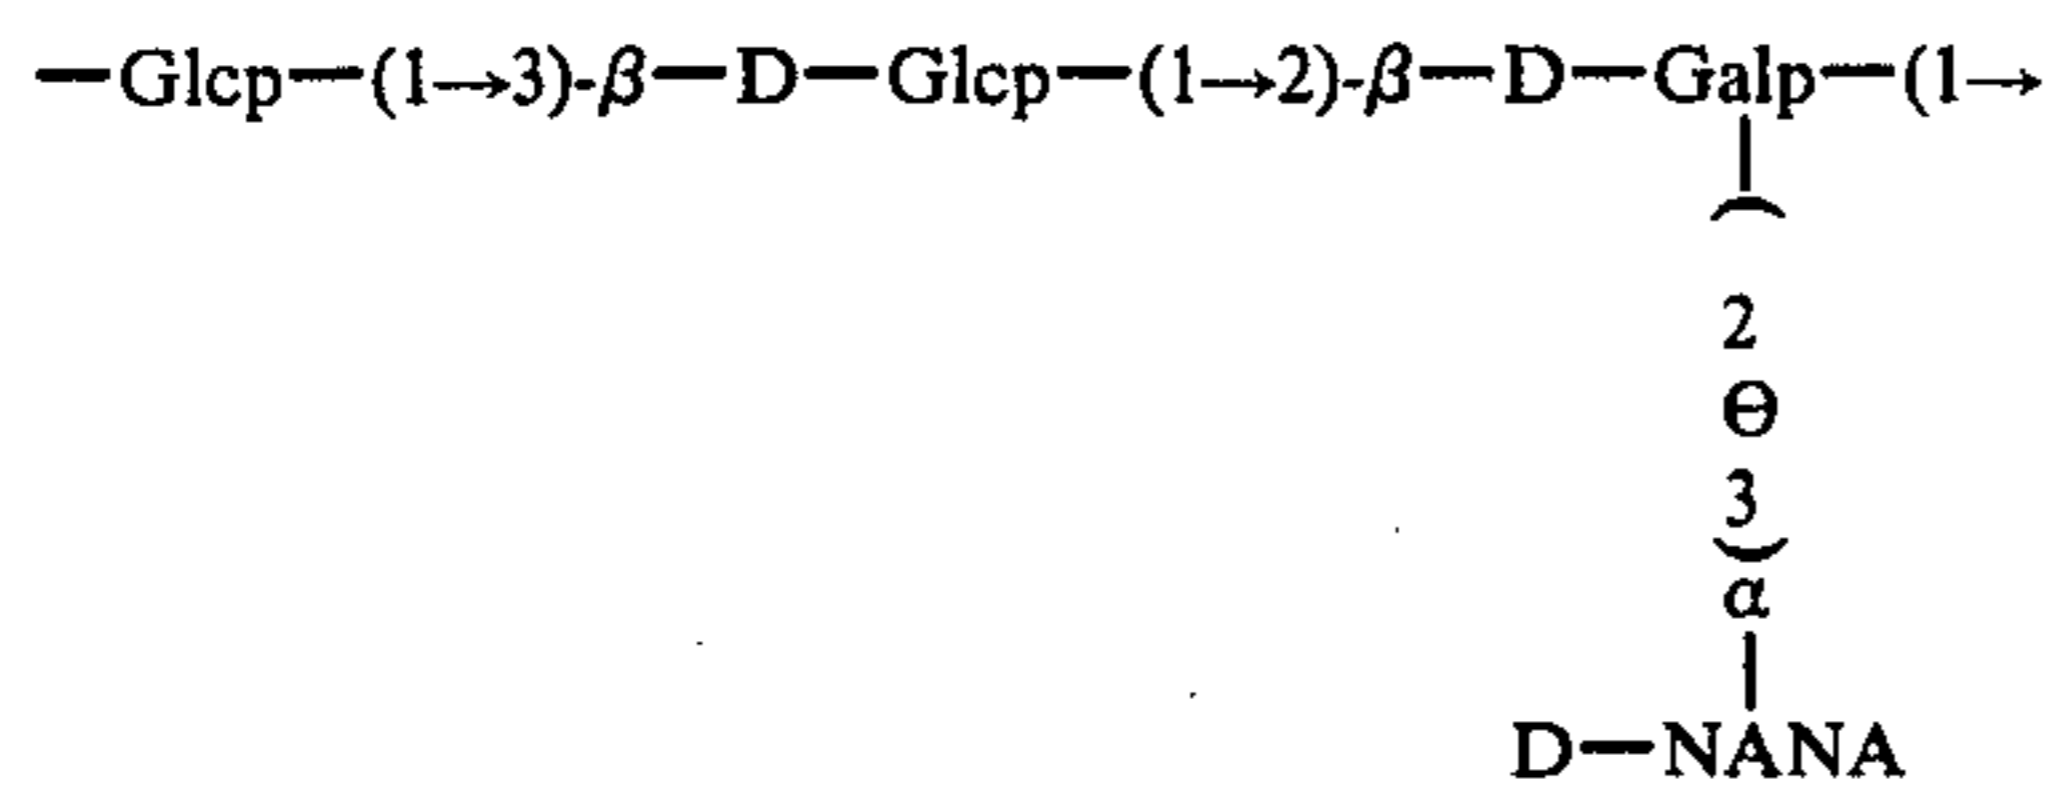 —Glcp—(1→3)-β—D—Glcp—(1→2)-β—D—Galp—(1→
(
2
Θ
3
)
α
D—NANA